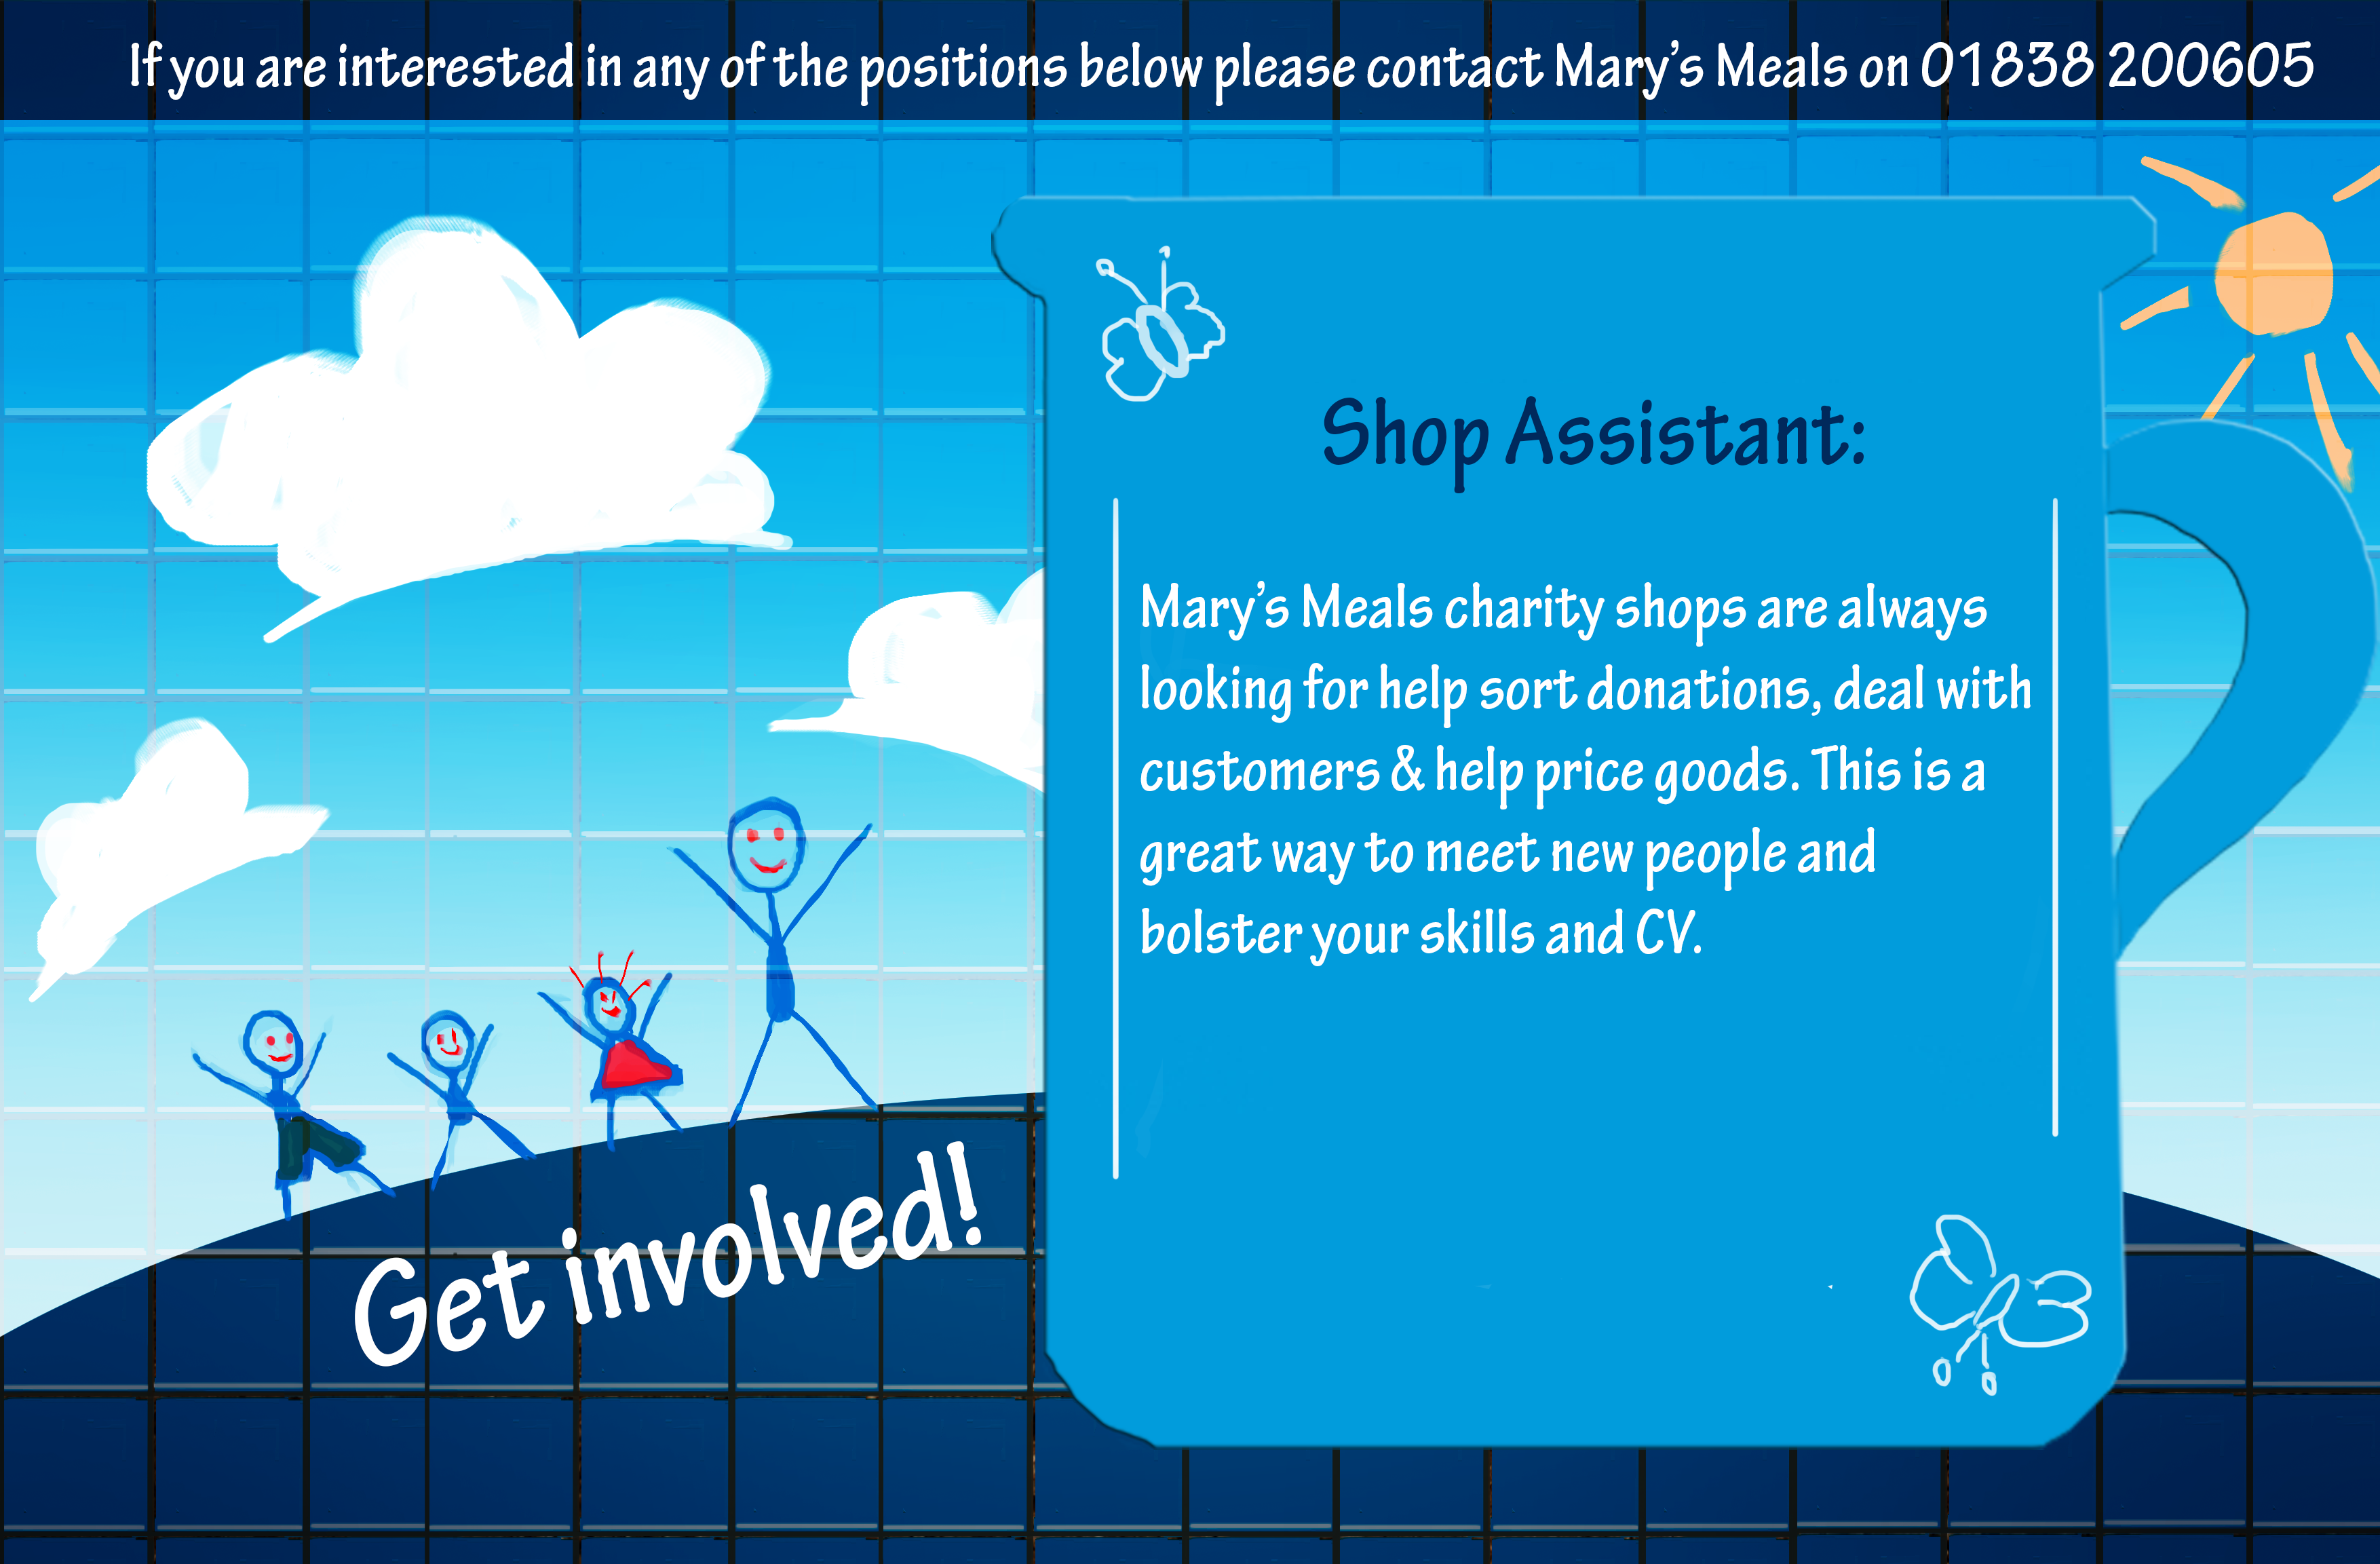 If you are interested in any of the positions below please contact Mary’s Meals on 01838 200605
Shop Assistant:
Mary’s Meals charity shops are always
looking for help sort donations, deal with
customers & help price goods. This is a
great way to meet new people and
bolster your skills and CV.
Get involved!